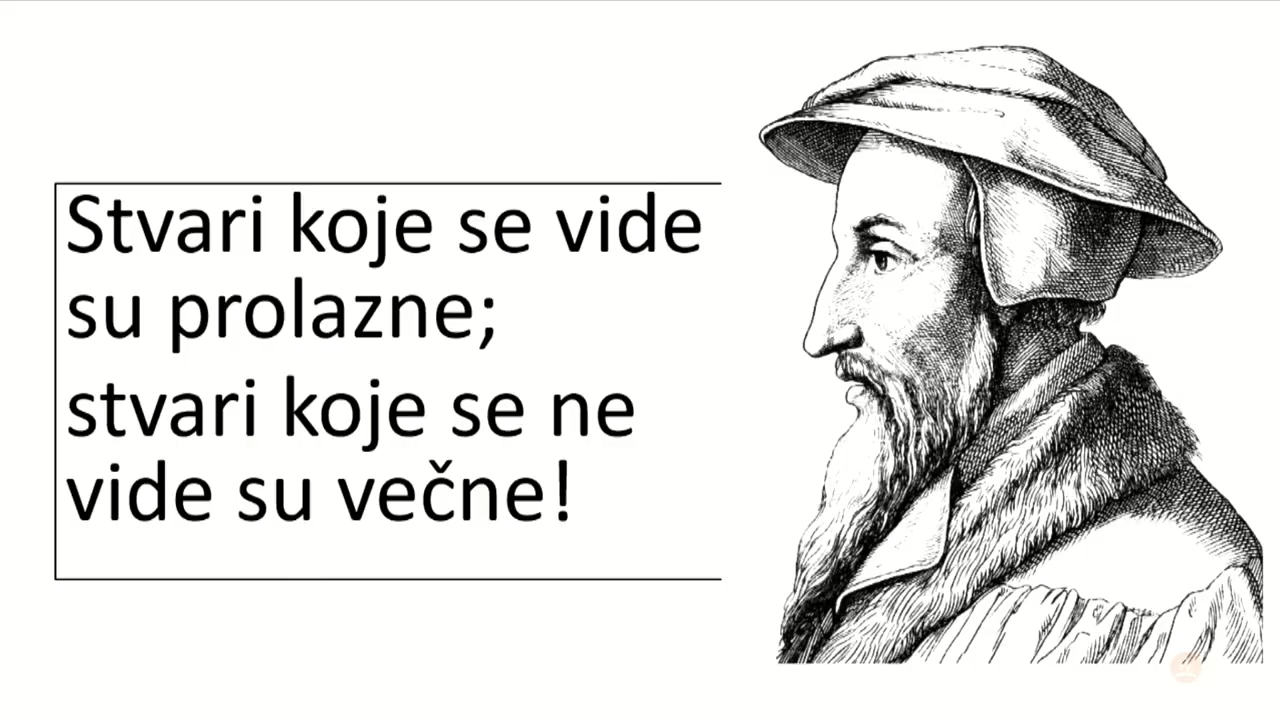 Stvari koje se vide
su prolazne;
stvari koje se ne
vide su večne!